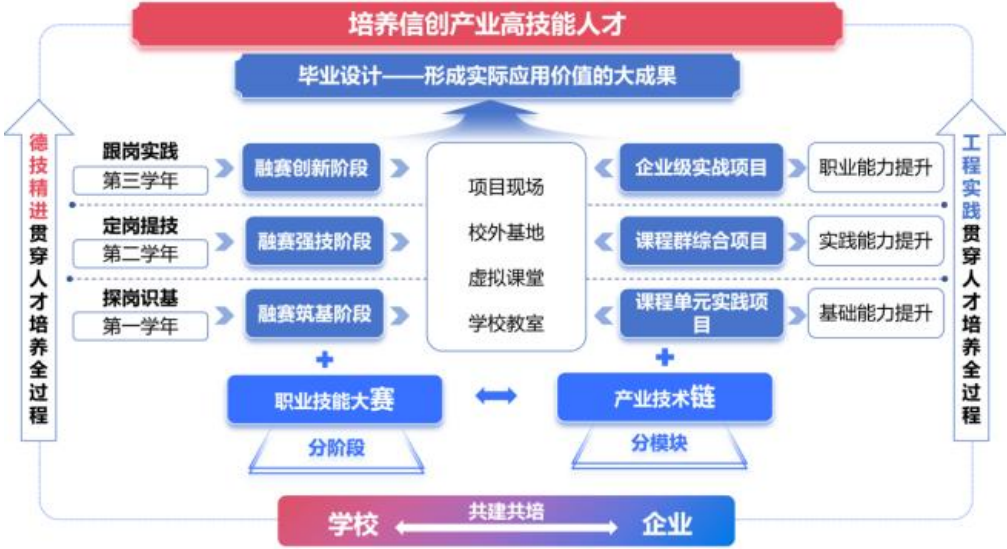 培养信创产业高技能人才
毕业设计——形成实际应用价值的大成果
德技精进贯穿人才培养全过程
跟岗实践
第三学年
融赛创新阶段
企业级实战项目
职业能力提升
定岗提技
第二学年
融赛强技阶段
课程群综合项目
实践能力提升
探岗识基
第一学年
融赛筑基阶段
课程单元实践项
目
基础能力提升
项目现场
校外基地
虚拟课堂
学校教室
工程实践贯穿人才培养全过程
职业技能大赛
产业技术链
分阶段
分模块
学校
共建共培
企业